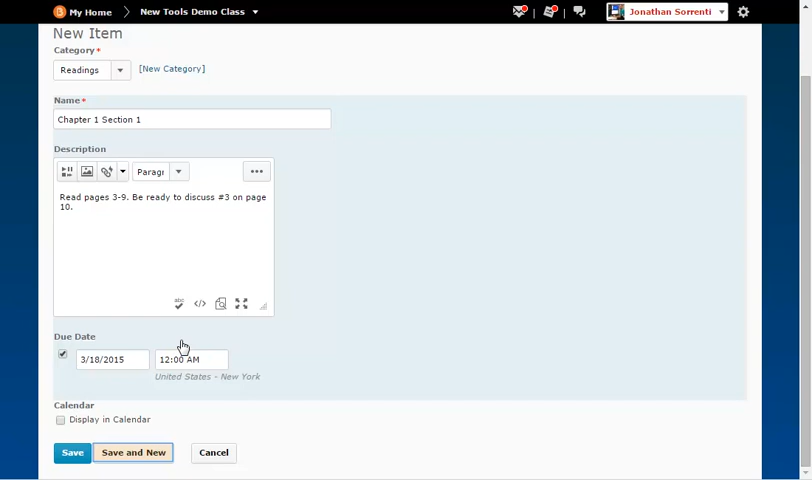 My Home
New Tools Demo Class
Jonathan Sorrenti
New Item
Category*
Readings
[New Category]
Name*
Chapter 1 Section 1
Description
Paragr
abc
Read pages 3-9. Be ready to discuss #3 on page
10.
Due Date
3/18/2015
12:00 AM
United States - New York
Calendar
Display in Calendar
Save
Save and New
Cancel